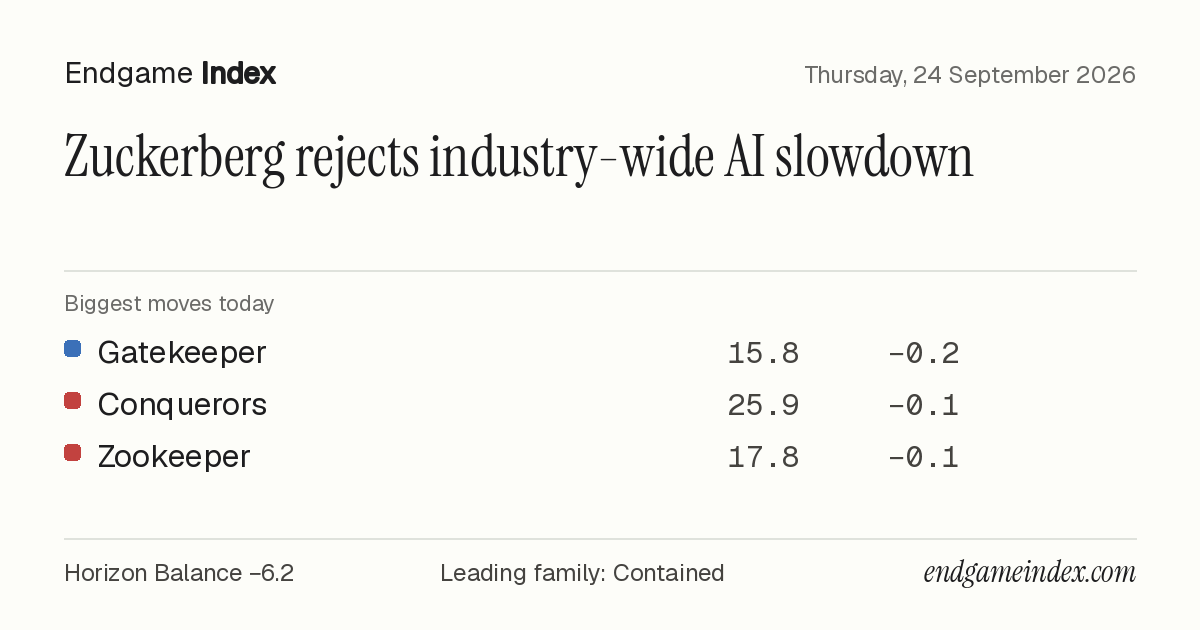 Endgame Index
Thursday, 24 September 2026
Zuckerberg rejects industry-wide AI slowdown
Biggest moves today
Gatekeeper 15.8 −0.2
Conquerors 25.9 −0.1
Zookeeper 17.8 −0.1
Horizon Balance −6.2
Leading family: Contained
endgameindex.com